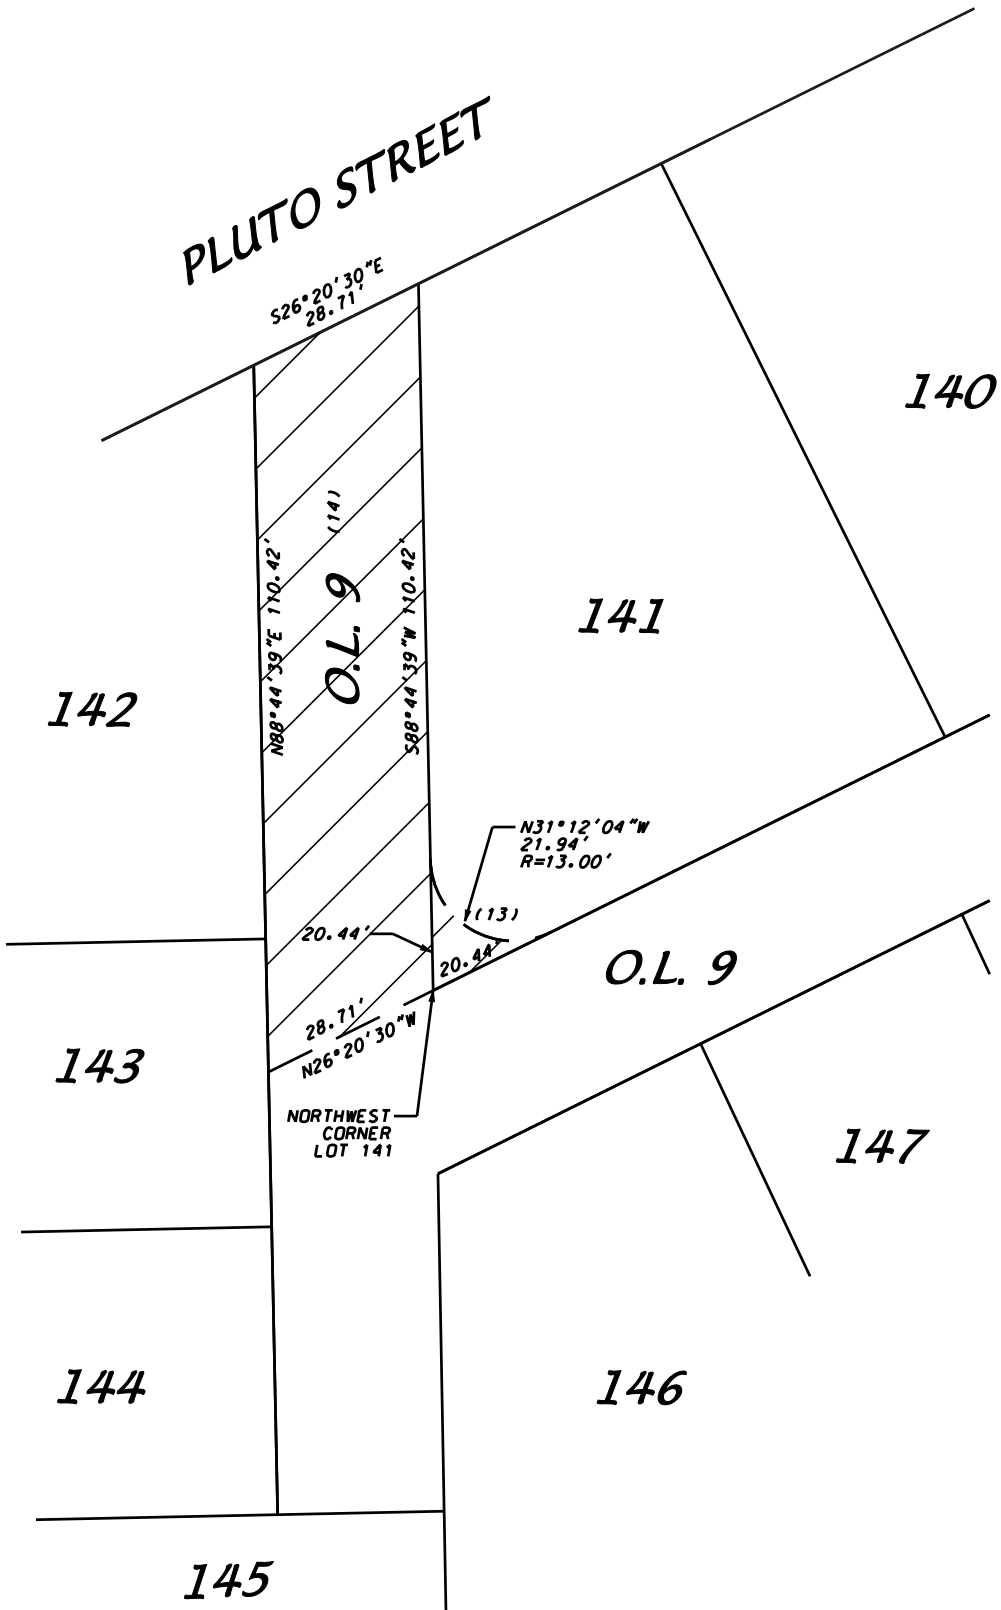 PLUTO STREET
S26°20'30"E
28.71'
140
(14)
N88°44'39"E 110.42'
O.L. 9
S88°44'39"W 110.42'
141
142
N31°12'04"W
21.94'
R=13.00'
(13)
20.44'
20.44'
O.L. 9
28.71'
N26°20'30"W
143
NORTHWEST
CORNER
LOT 141
147
144
146
145